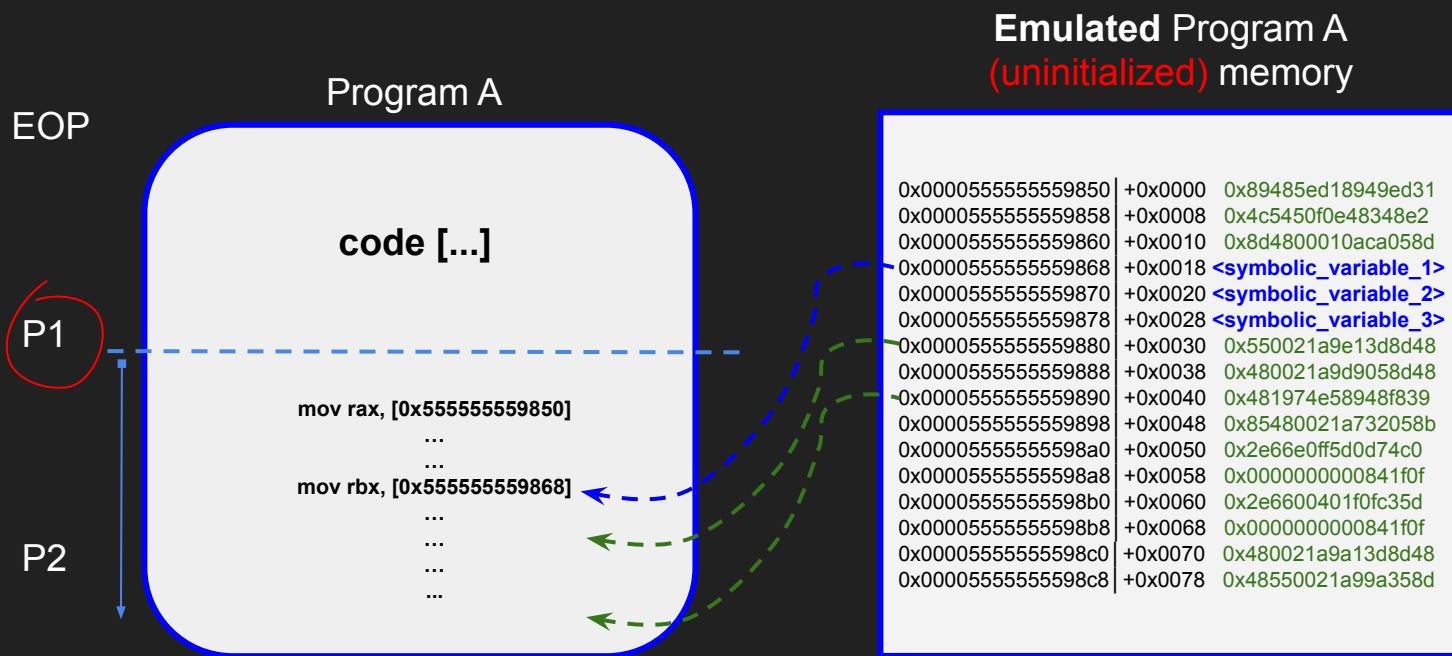 Emulated Program A
(uninitialized) memory
Program A
EOP
code [...]
P1
mov rax, [0x555555559850]
...
...
mov rbx, [0x555555559868]
...
...
...
...
P2
0x0000555555559850| +0x0000 0x89485ed18949ed31
0x0000555555559858| +0x0008 0x4c5450f0e48348e2
0x0000555555559860| +0x0010 0x8d4800010aca058d
0x0000555555559868| +0x0018 <symbolic_variable_1>
0x0000555555559870| +0x0020 <symbolic_variable_2>
0x0000555555559878| +0x0028 <symbolic_variable_3>
0x0000555555559880| +0x0030 0x550021a9e13d8d48
0x0000555555559888| +0x0038 0x480021a9d9058d48
0x0000555555559890| +0x0040 0x481974e58948f839
0x0000555555559898| +0x0048 0x85480021a732058b
0x00005555555598a0| +0x0050 0x2e66e0ff5d0d74c0
0x00005555555598a8| +0x0058 0x0000000000841f0f
0x00005555555598b0| +0x0060 0x2e6600401f0fc35d
0x00005555555598b8| +0x0068 0x0000000000841f0f
0x00005555555598c0| +0x0070 0x480021a9a13d8d48
0x00005555555598c8| +0x0078 0x48550021a99a358d